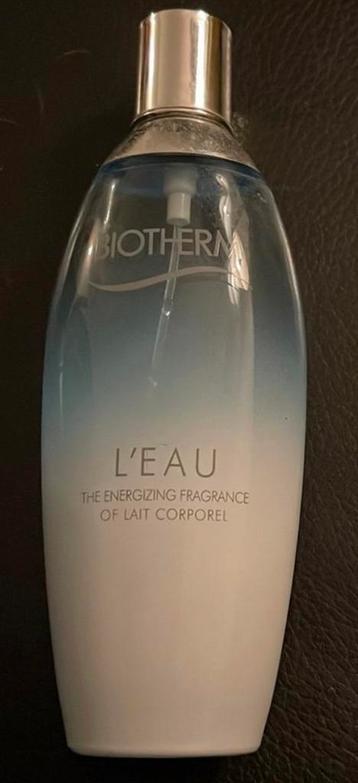 BIOTHERM
L'EAU
THE ENERGIZING FRAGRANCE
OF LAIT CORPOREL